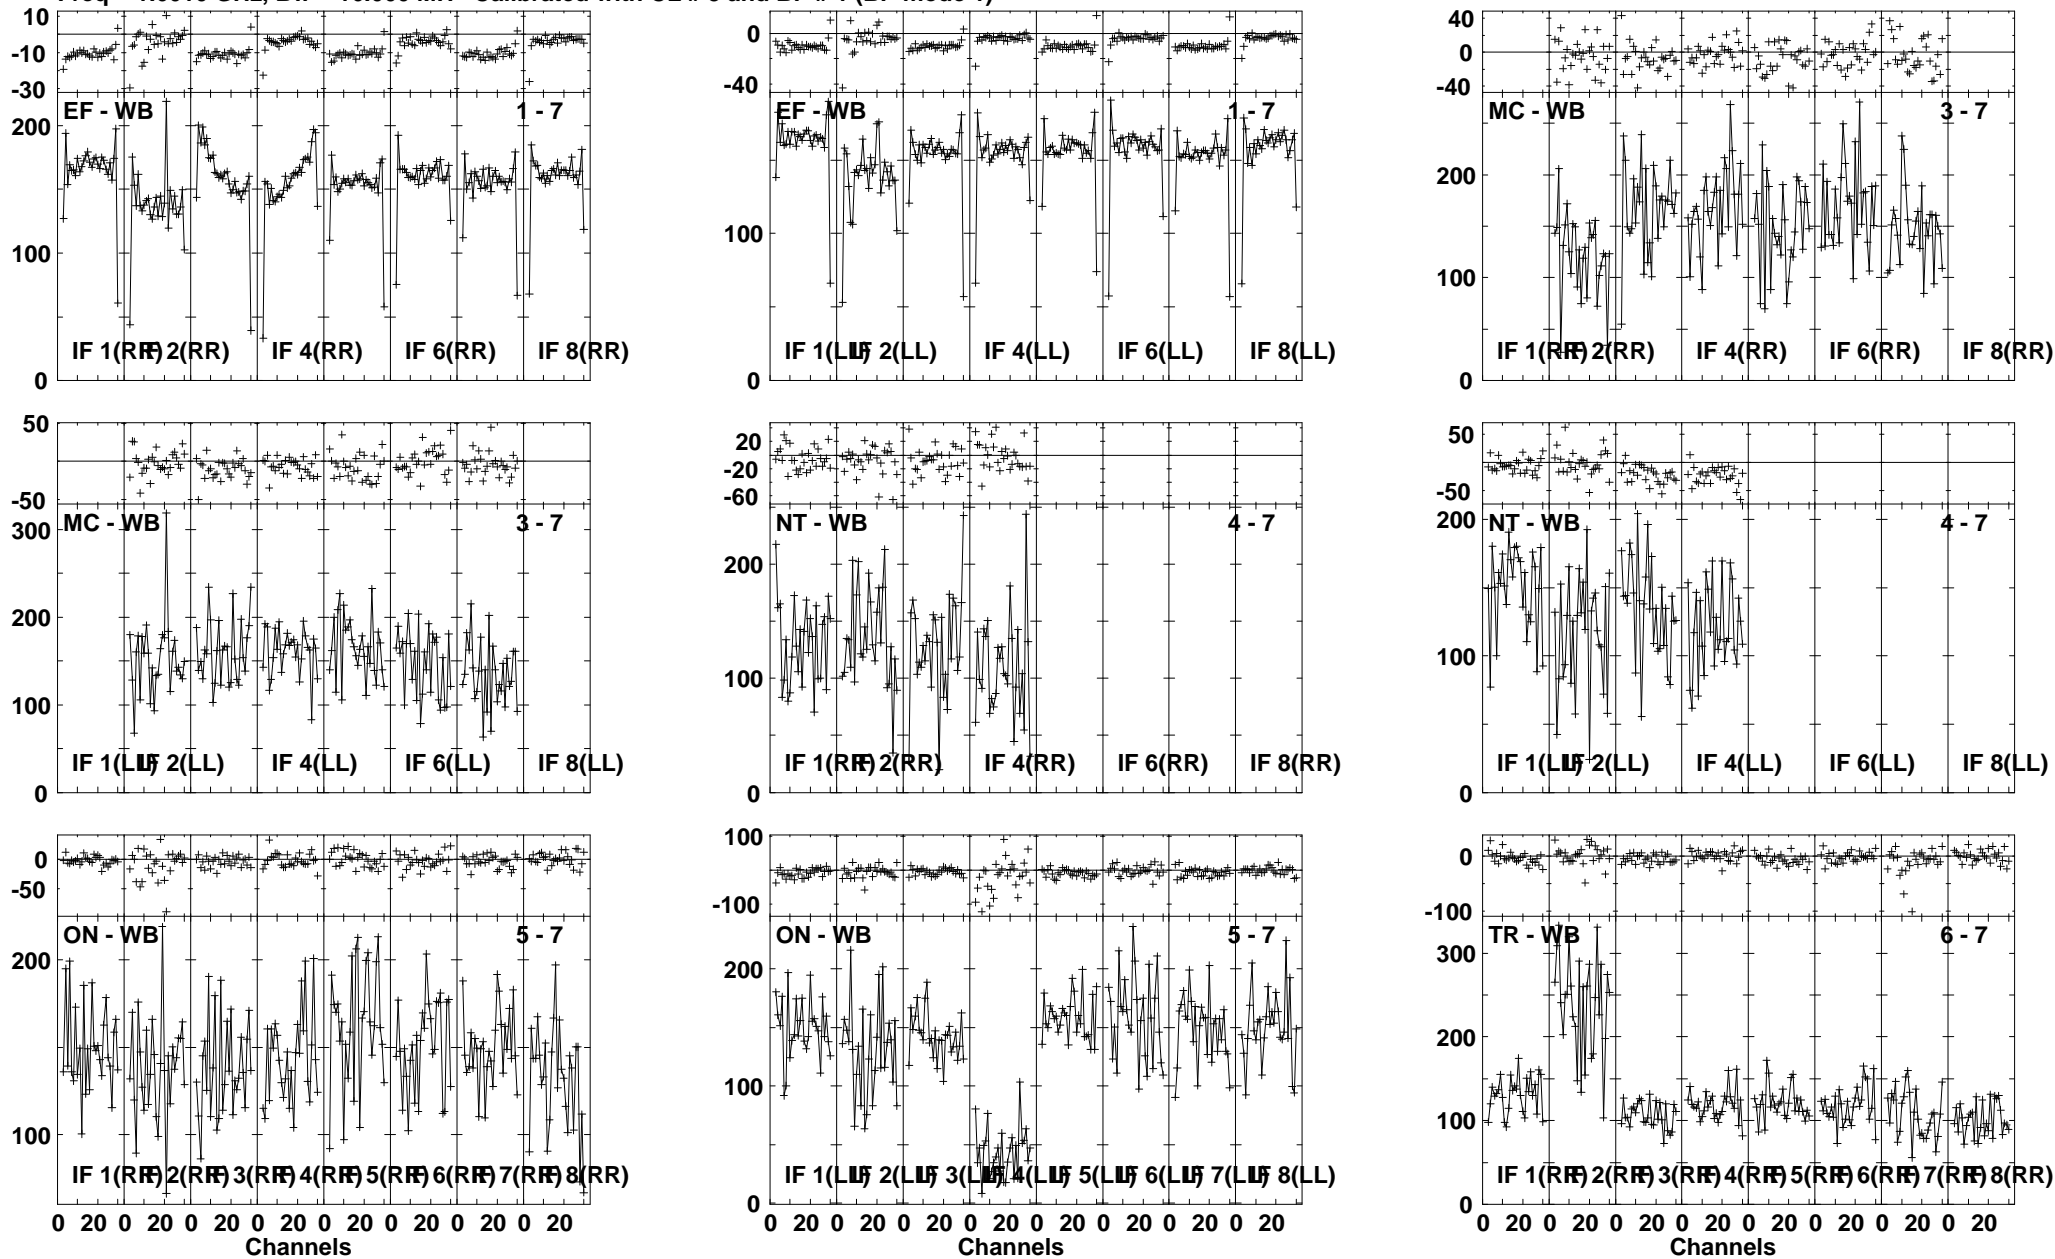 10
-10
-30
EF - WB
1 - 7
200
100
0
IF 1(RR)
IF 2(RR)
IF 4(RR)
IF 6(RR)
IF 8(RR)
0
-40
EF - WB
1 - 7
100
0
IF 1(LL)
IF 2(LL)
IF 4(LL)
IF 6(LL)
IF 8(LL)
40
0
-40
MC - WB
3 - 7
200
100
0
IF 1(RR)
IF 2(RR)
IF 4(RR)
IF 6(RR)
IF 8(RR)
50
-50
MC - WB
3 - 7
300
200
100
0
IF 1(LL)
IF 2(LL)
IF 4(LL)
IF 6(LL)
IF 8(LL)
20
-20
-60
NT - WB
4 - 7
200
100
0
IF 1(RR)
IF 2(RR)
IF 4(RR)
IF 6(RR)
IF 8(RR)
50
-50
NT - WB
4 - 7
200
100
0
IF 1(LL)
IF 2(LL)
IF 4(LL)
IF 6(LL)
IF 8(LL)
0
-50
ON - WB
5 - 7
200
100
IF 1(RR)
IF 2(RR)
IF 3(RR)
IF 4(RR)
IF 5(RR)
IF 6(RR)
IF 7(RR)
IF 8(RR)
0 20 0 20 0 20 0 20 0 20 0 20 0 20 0 20
Channels
100
-100
ON - WB
5 - 7
200
100
0
IF 1(LL)
IF 2(LL)
IF 3(LL)
IF 4(LL)
IF 5(LL)
IF 6(LL)
IF 7(LL)
IF 8(LL)
0 20 0 20 0 20 0 20 0 20 0 20 0 20 0 20
Channels
0
-100
TR - WB
6 - 7
300
200
100
0
IF 1(RR)
IF 2(RR)
IF 3(RR)
IF 4(RR)
IF 5(RR)
IF 6(RR)
IF 7(RR)
IF 8(RR)
0 20 0 20 0 20 0 20 0 20 0 20 0 20 0 20
Channels